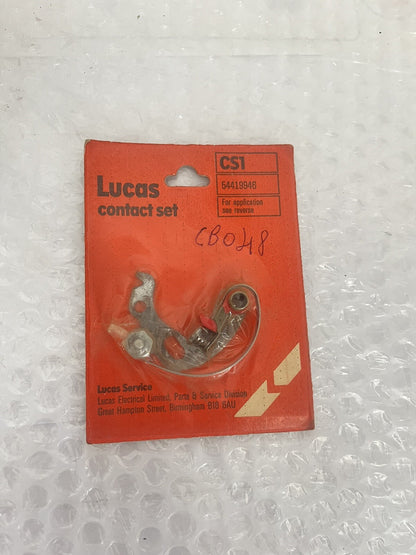 Lucas
contact set
CS1
54419946
For application
see reverse
CB048
Lucas Service
Lucas Electrical Limited, Parts & Service Division
Great Hampton Street, Birmingham B18 6AU